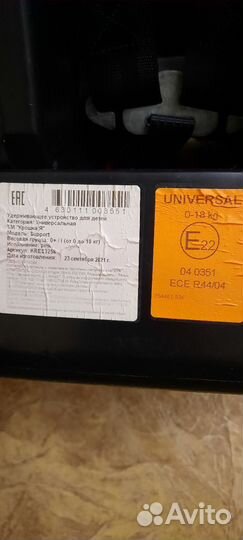 EAC
4 630111 003551
Удерживающее устройство для детей
Категория: Универсальная
ТМ "Крошка Я"
Модель: Support
Весовая группа: 0+ I I (от 0 до 18 кг)
Исполнение:
Артикул:
Дата изготовления: 23 сентября 2021 г.
UNIVERSAL
0-18 kg
E22
04 0351
ECE R44/04
Avito